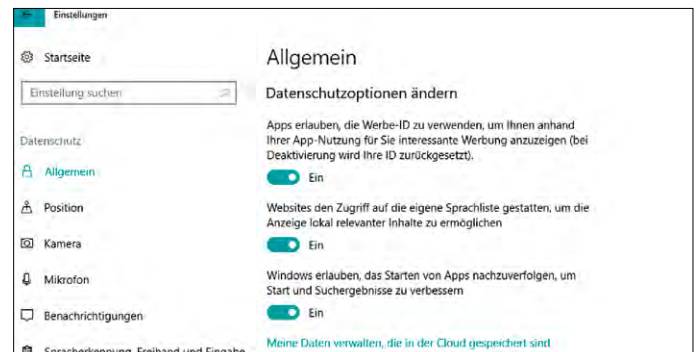 Einstellungen
Startseite
Einstellung suchen
Datenschutz
Allgemein
Position
Kamera
Mikrofon
Benachrichtigungen
Spracherkennung, Freihand und Eingabe
Allgemein
Datenschutzoptionen ändern
Apps erlauben, die Werbe-ID zu verwenden, um Ihnen anhand
Ihrer App-Nutzung für Sie interessante Werbung anzuzeigen (bei
Deaktivierung wird Ihre ID zurückgesetzt).
Ein
Websites den Zugriff auf die eigene Sprachliste gestatten, um die
Anzeige lokal relevanter Inhalte zu ermöglichen
Ein
Windows erlauben, das Starten von Apps nachzuverfolgen, um
Start und Suchergebnisse zu verbessern
Ein
Meine Daten verwalten, die in der Cloud gespeichert sind